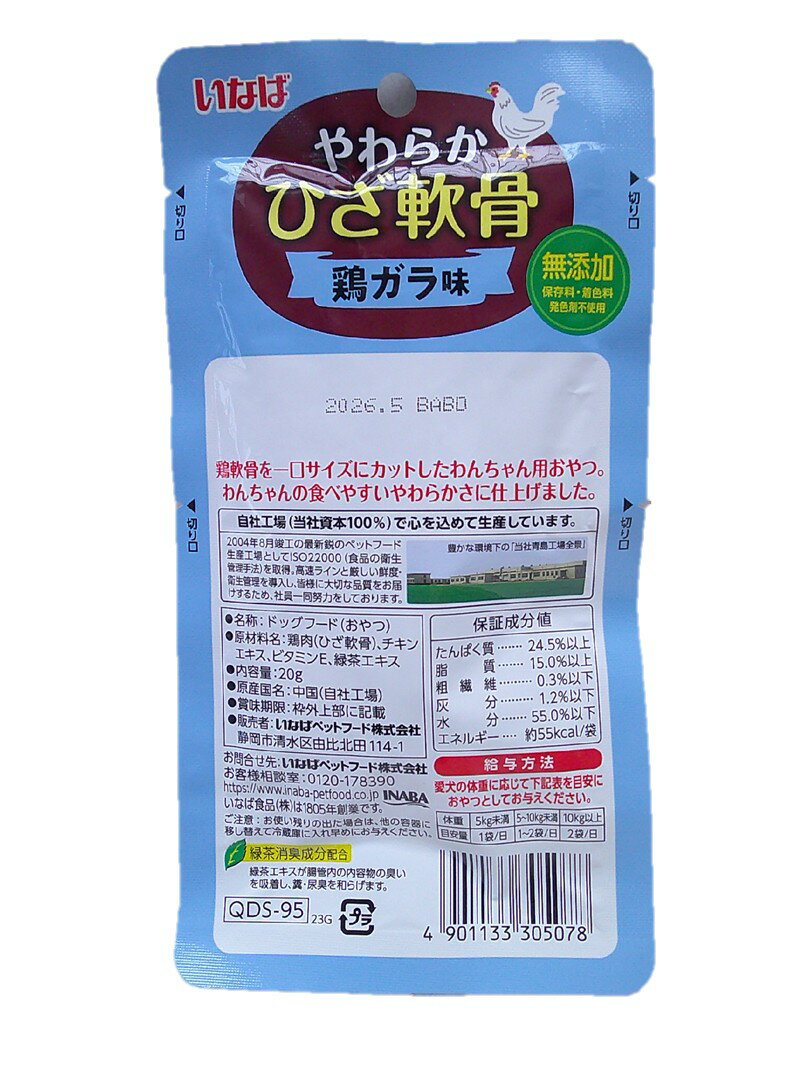 いなば
やわらか
ひざ軟骨
鶏ガラ味
無添加
保存料・着色料
発色剤不使用
切り口
切り口
2026.5 BABD
鶏軟骨を一口サイズにカットしたわんちゃん用おやつ。
わんちゃんの食べやすいやわらかさに仕上げました。
切り口
切り口
自社工場(当社資本100%)で心を込めて生産しています。
2004年8月竣工の最新鋭のペットフード
生産工場としてISO22000(食品の衛生
管理手法)を取得。高速ラインと厳しい鮮度・
衛生管理を導入し、皆様に大切な品質をお届
けするため、社員一同努力をしております。
豊かな環境下の「当社青島工場全景」
●名称:ドッグフード(おやつ)
●原材料名:鶏肉(ひざ軟骨)、チキン
エキス、ビタミンE、緑茶エキス
●内容量:20g
●原産国名:中国(自社工場)
●賞味期限:枠外上部に記載
●販売者:いなばペットフード株式会社
静岡市清水区由比北田114-1
保証成分値
たんぱく質……24.5%以上
脂質……15.0%以上
粗繊維……0.3%以下
灰分……1.2%以下
水分……55.0%以下
エネルギー…約55kcal/袋
お問合せ先:いなばペットフード株式会社
お客様相談室:0120-178390
https://www.inaba-petfood.co.jp INABA
いなば食品(株)は1805年創業です。
ご注意:お使い残りの出た場合は、他の容器に
移し替えて冷蔵庫に入れ早めにお与えください。
給与方法
愛犬の体重に応じて下記表を目安に
おやつとしてお与えください。
体重 5kg未満 5~10kg未満 10kg以上
目安量 1袋/日 1~2袋/日 2袋/日
緑茶消臭成分配合
緑茶エキスが腸管内の内容物の臭い
を吸着し、糞・尿臭を和らげます。
QDS-95 23G プラ
4 901133 305078